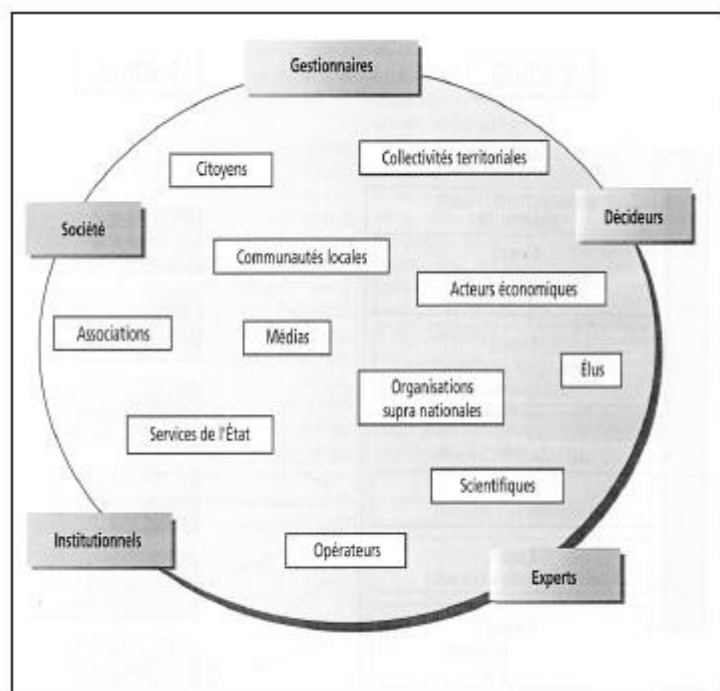 Gestionnaires
Citoyens
Collectivités territoriales
Société
Décideurs
Communautés locales
Acteurs économiques
Associations
Médias
Élus
Organisations
supra nationales
Services de l'État
Scientifiques
Institutionnels
Opérateurs
Experts